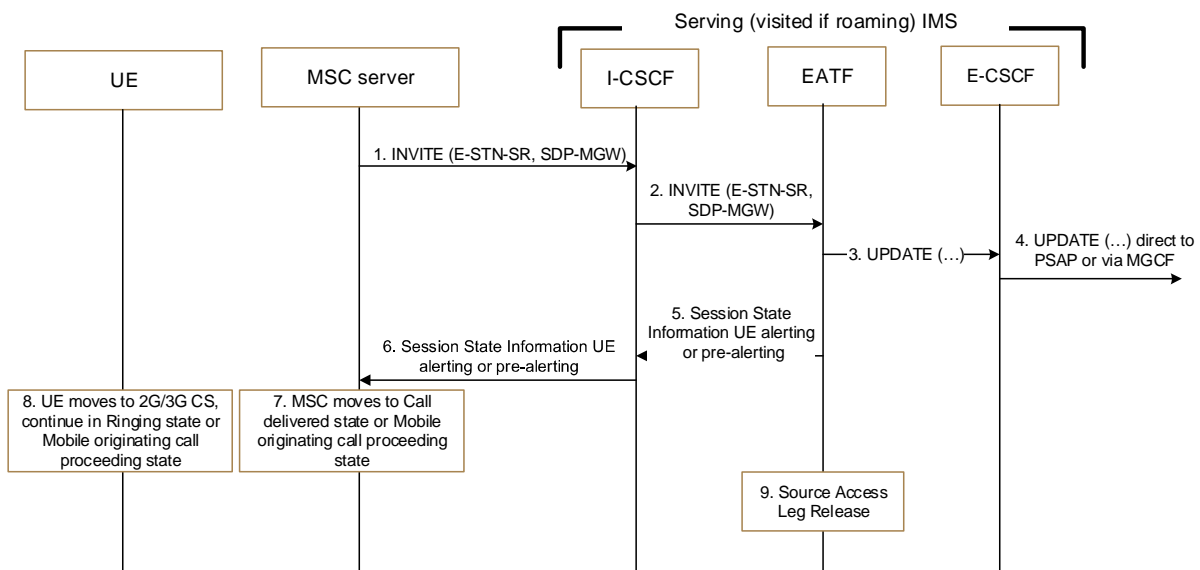 Serving (visited if roaming) IMS
UE
MSC server
I-CSCF
EATF
E-CSCF
1. INVITE (E-STN-SR, SDP-MGW)
2. INVITE (E-STN-SR,
SDP-MGW)
3. UPDATE (…)
4. UPDATE (…) direct to
PSAP or via MGCF
5. Session State
Information UE alerting
or pre-alerting
6. Session State Information UE
alerting or pre-alerting
8. UE moves to 2G/3G CS,
continue in Ringing state or
Mobile originating call
proceeding state
7. MSC moves to Call
delivered state or Mobile
originating call proceeding
state
9. Source Access
Leg Release